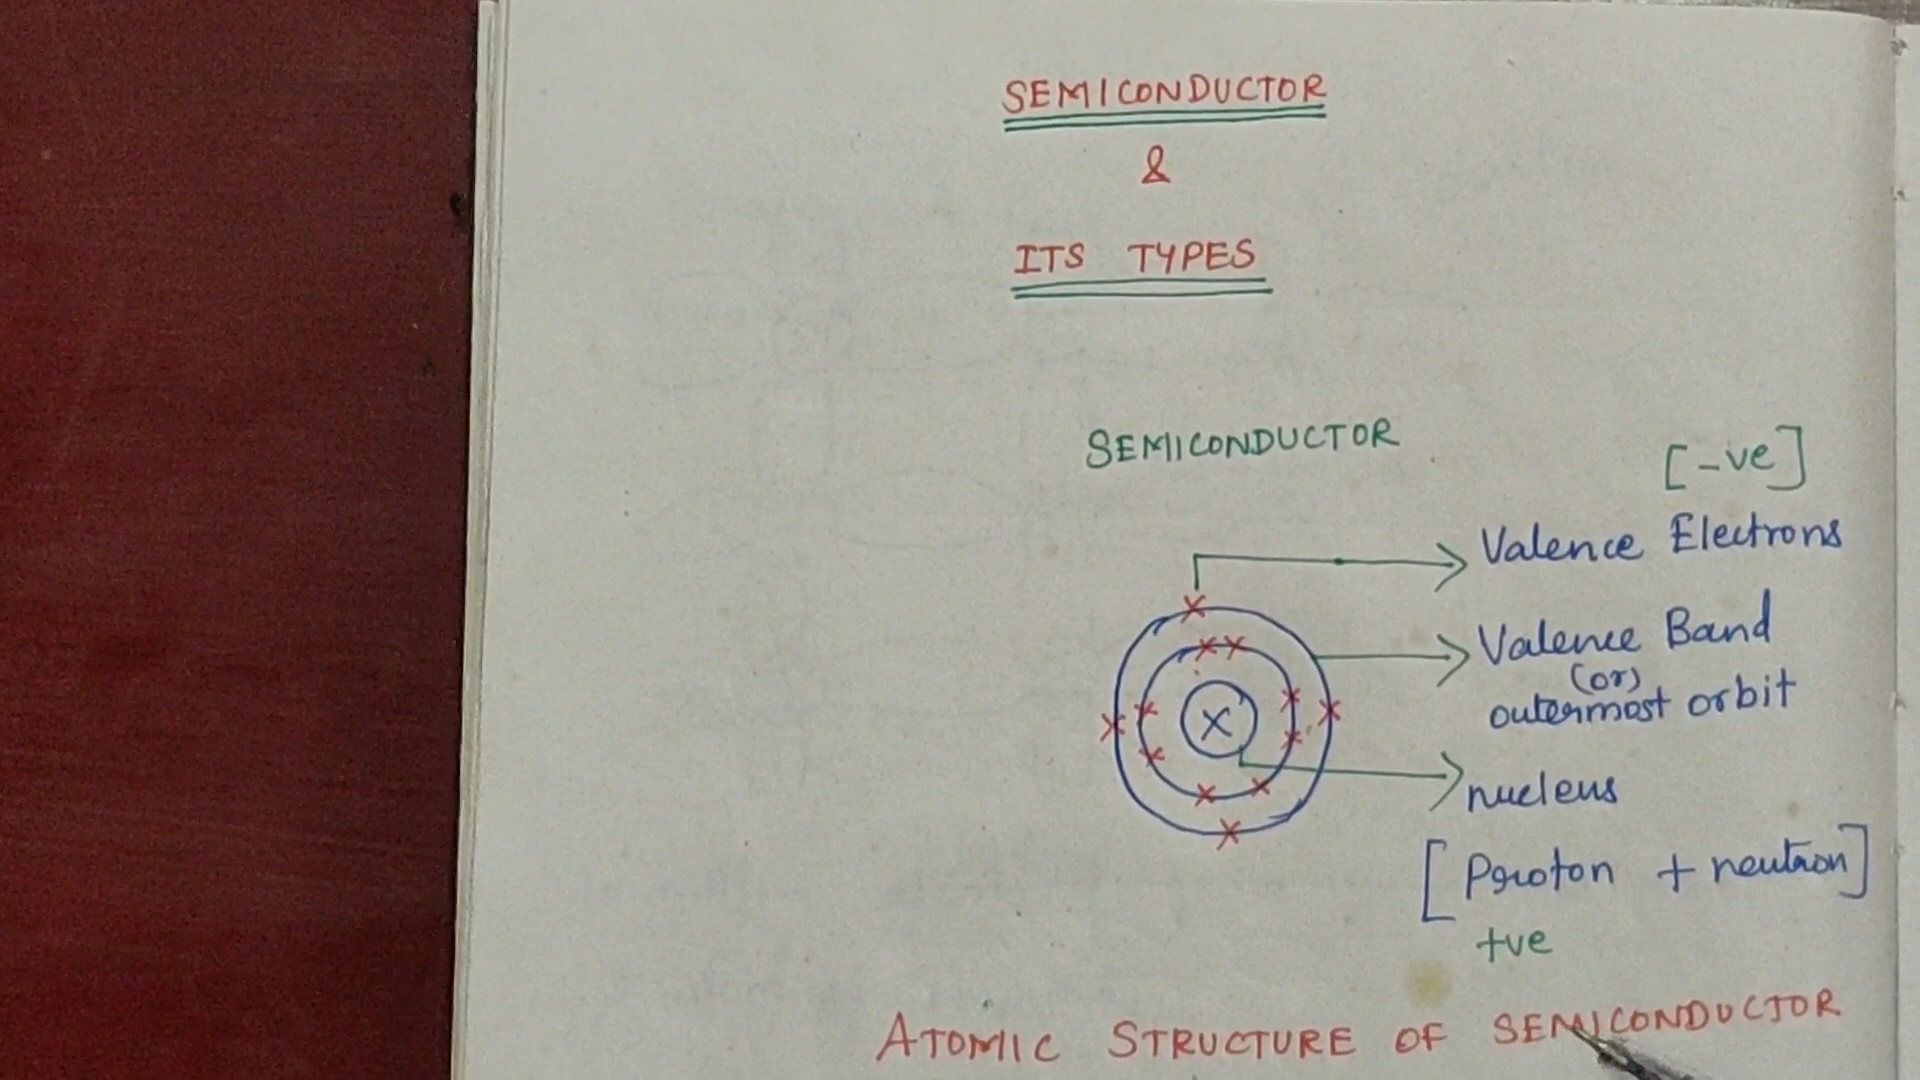 SEMICONDUCTOR
&
ITS TYPES
SEMICONDUCTOR
[-ve]
Valence Electrons
Valence Band
(or)
outermost orbit
nucleus
[Proton + neutron]
+ve
ATOMIC STRUCTURE OF SEMICONDUCTOR